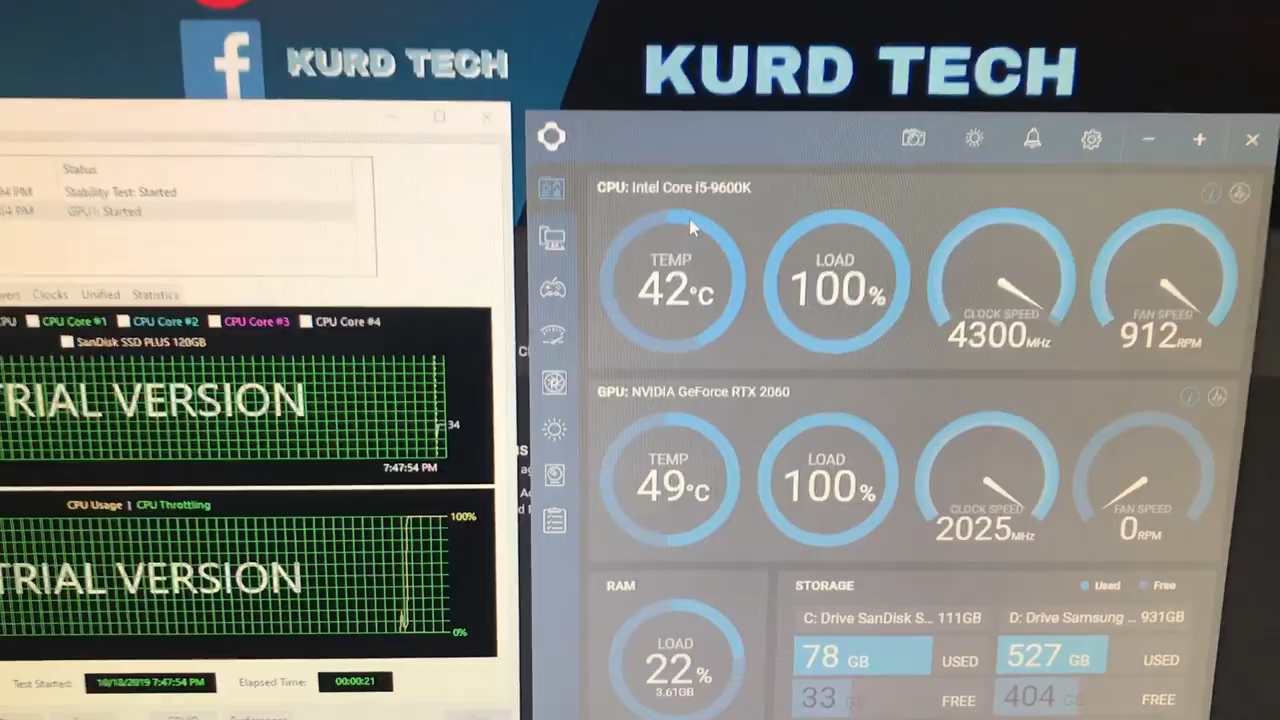 f KURD TECH
KURD TECH
Status
PM Stability Test: Started
PM GPU1: Started
Clocks Unified Statistics
CPU Core #1 CPU Core #2 CPU Core #3 CPU Core #4
SanDisk SSD PLUS 120GB
TRIAL VERSION
34
7:47:54 PM
CPU Usage | CPU Throttling
100%
TRIAL VERSION
0%
Test Started: 10/18/2019 7:47:54 PM Elapsed Time: 00:00:21
Preferences
CPU: Intel Core i5-9600K
TEMP
42°C
LOAD
100%
CLOCK SPEED
4300MHz
FAN SPEED
912RPM
GPU: NVIDIA GeForce RTX 2060
TEMP
49°C
LOAD
100%
CLOCK SPEED
2025MHz
FAN SPEED
0RPM
RAM
LOAD
22%
3.61GB
STORAGE Used Free
C: Drive SanDisk S... 111GB
78 GB USED
33 GB FREE
D: Drive Samsung ... 931GB
527 GB USED
404 GB FREE